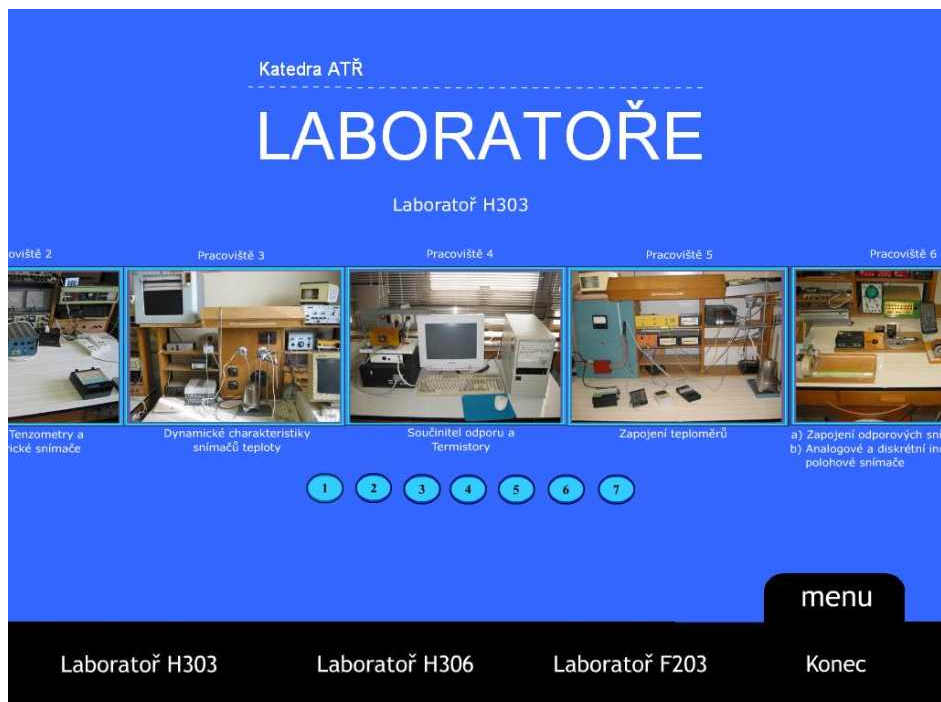 Katedra ATŘ
LABORATOŘE
Laboratoř H303
oviště 2
Pracoviště 3
Pracoviště 4
Pracoviště 5
Pracoviště 6
Tenzometry a
rické snímače
Dynamické charakteristiky
snímačů teploty
Součinitel odporu a
Termistory
Zapojení teploměrů
a) Zapojení odporových sní
b) Analogové a diskrétní in
polohové snímače
1 2 3 4 5 6 7
menu
Laboratoř H303 Laboratoř H306 Laboratoř F203 Konec